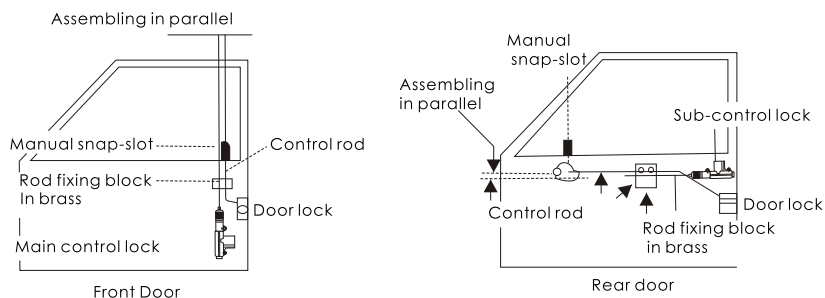 Assembling in parallel
Manual snap-slot
Control rod
Rod fixing block
In brass
Door lock
Main control lock
Front Door
Manual
snap-slot
Assembling
in parallel
Sub-control lock
Control rod
Door lock
Rod fixing block
in brass
Rear door